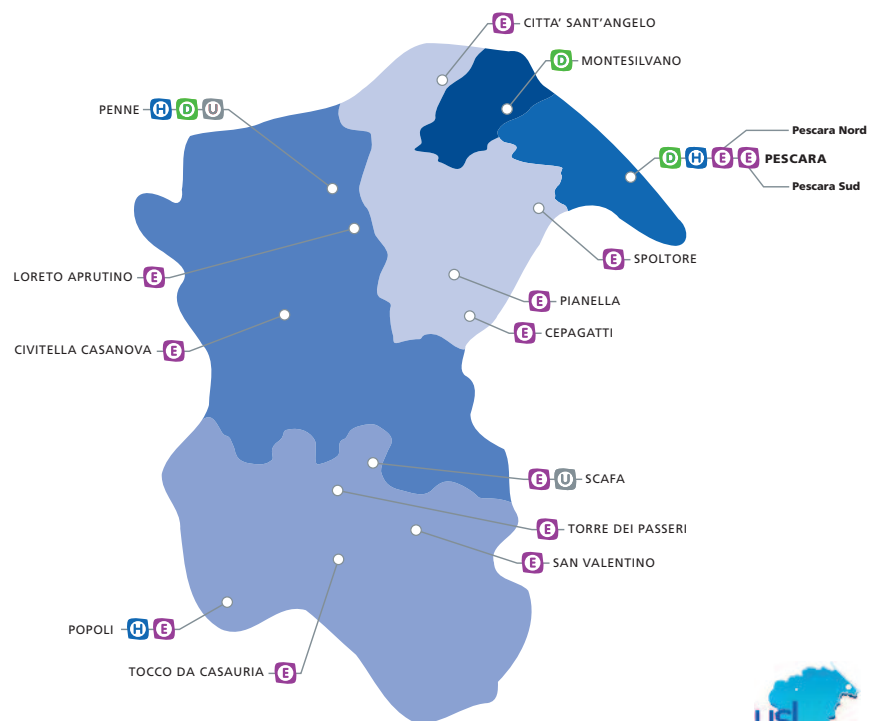 E CITTA' SANT'ANGELO
D MONTESILVANO
PENNE H D U
Pescara Nord
D H E E PESCARA
Pescara Sud
E SPOLTORE
LORETO APRUTINO E
E PIANELLA
E CEPAGATTI
CIVITELLA CASANOVA E
E U SCAFA
E TORRE DEI PASSERI
E SAN VALENTINO
POPOLI H E
TOCCO DA CASAURIA E
usl